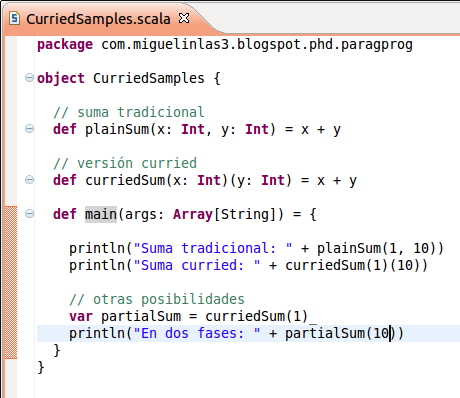 CurriedSamples.scala
package com.miguelinlas3.blogspot.phd.paragprog
object CurriedSamples {
// suma tradicional
def plainSum(x: Int, y: Int) = x + y
// versión curried
def curriedSum(x: Int)(y: Int) = x + y
def main(args: Array[String]) = {
println("Suma tradicional: " + plainSum(1, 10))
println("Suma curried: " + curriedSum(1)(10))
// otras posibilidades
var partialSum = curriedSum(1)_
println("En dos fases: " + partialSum(10))
}
}